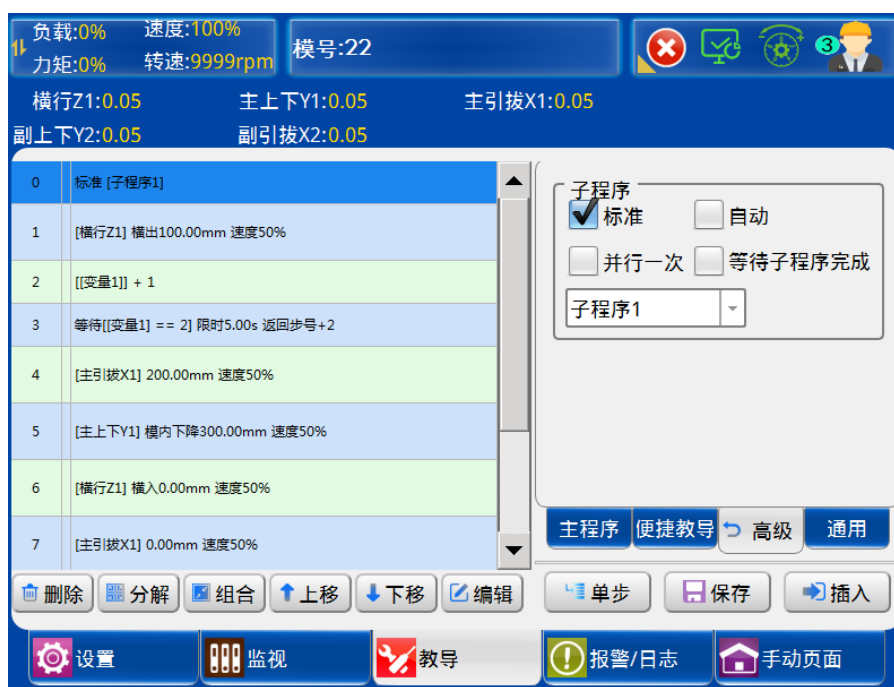 负载:0% 速度:100% 模号:22
力矩:0% 转速:9999rpm
3
横行Z1:0.05 主上下Y1:0.05 主引拔X1:0.05
副上下Y2:0.05 副引拔X2:0.05
0 标准 [子程序1]
1 [横行Z1] 横出100.00mm 速度50%
2 [[变量1]] + 1
3 等待[[变量1] == 2] 限时5.00s 返回步号+2
4 [主引拔X1] 200.00mm 速度50%
5 [主上下Y1] 模内下降300.00mm 速度50%
6 [横行Z1] 横入0.00mm 速度50%
7 [主引拔X1] 0.00mm 速度50%
子程序
标准 自动
并行一次 等待子程序完成
子程序1
主程序 便捷教导 高级 通用
删除 分解 组合 上移 下移 编辑 单步 保存 插入
设置 监视 教导 报警/日志 手动页面